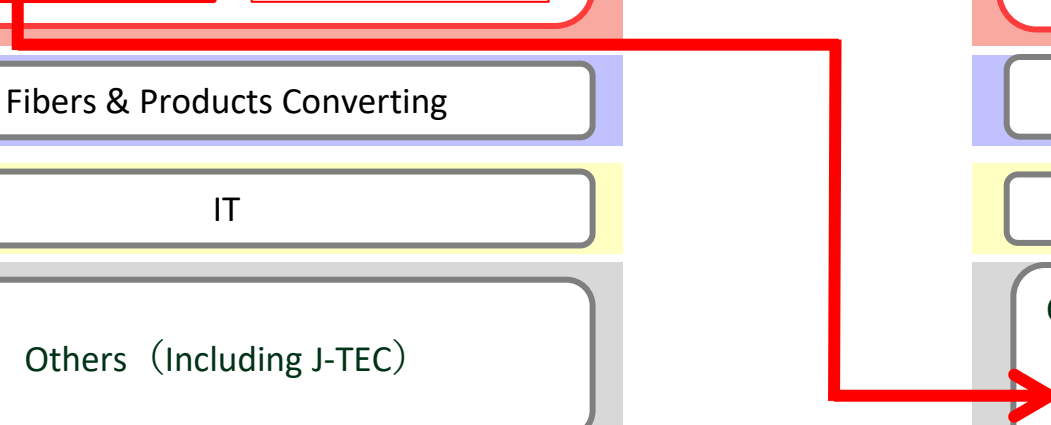 Fibers & Products Converting
IT
Others（Including J-TEC）